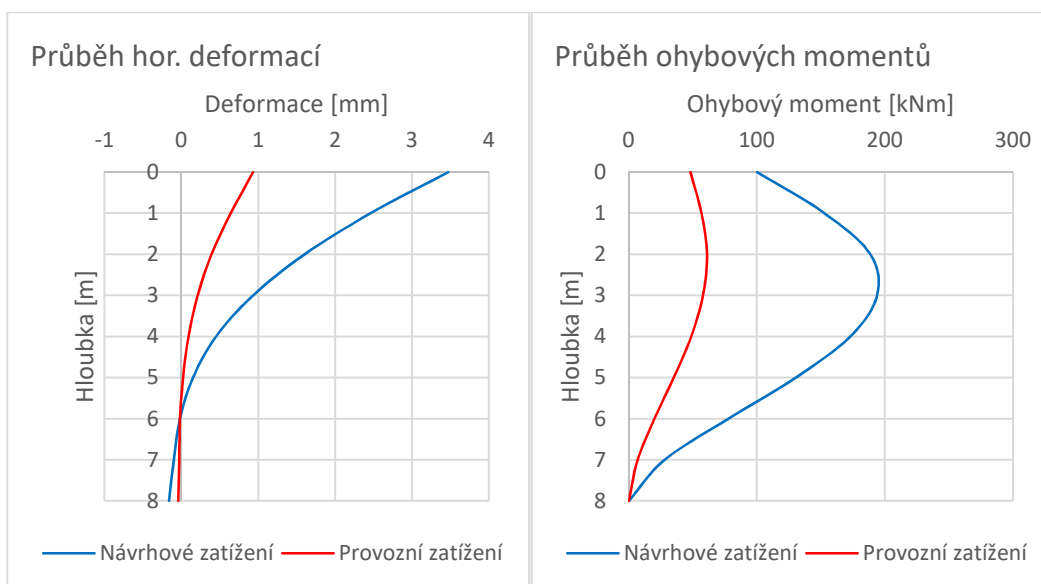 Průběh hor. deformací
Deformace [mm]
-1 0 1 2 3 4
0
1
2
3
4
5
6
7
8
Hloubka [m]
Návrhové zatížení Provozní zatížení
Průběh ohybových momentů
Ohybový moment [kNm]
0 100 200 300
0
1
2
3
4
5
6
7
8
Hloubka [m]
Návrhové zatížení Provozní zatížení